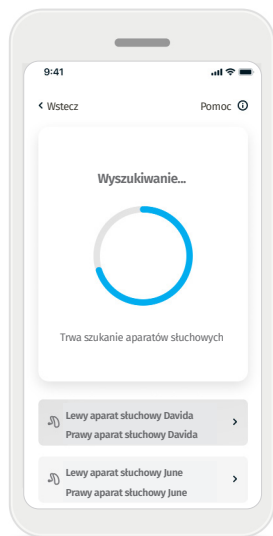 9:41
Wstecz Pomoc
Wyszukiwanie...
Trwa szukanie aparatów słuchowych
Lewy aparat słuchowy Davida
Prawy aparat słuchowy Davida
Lewy aparat słuchowy June
Prawy aparat słuchowy June